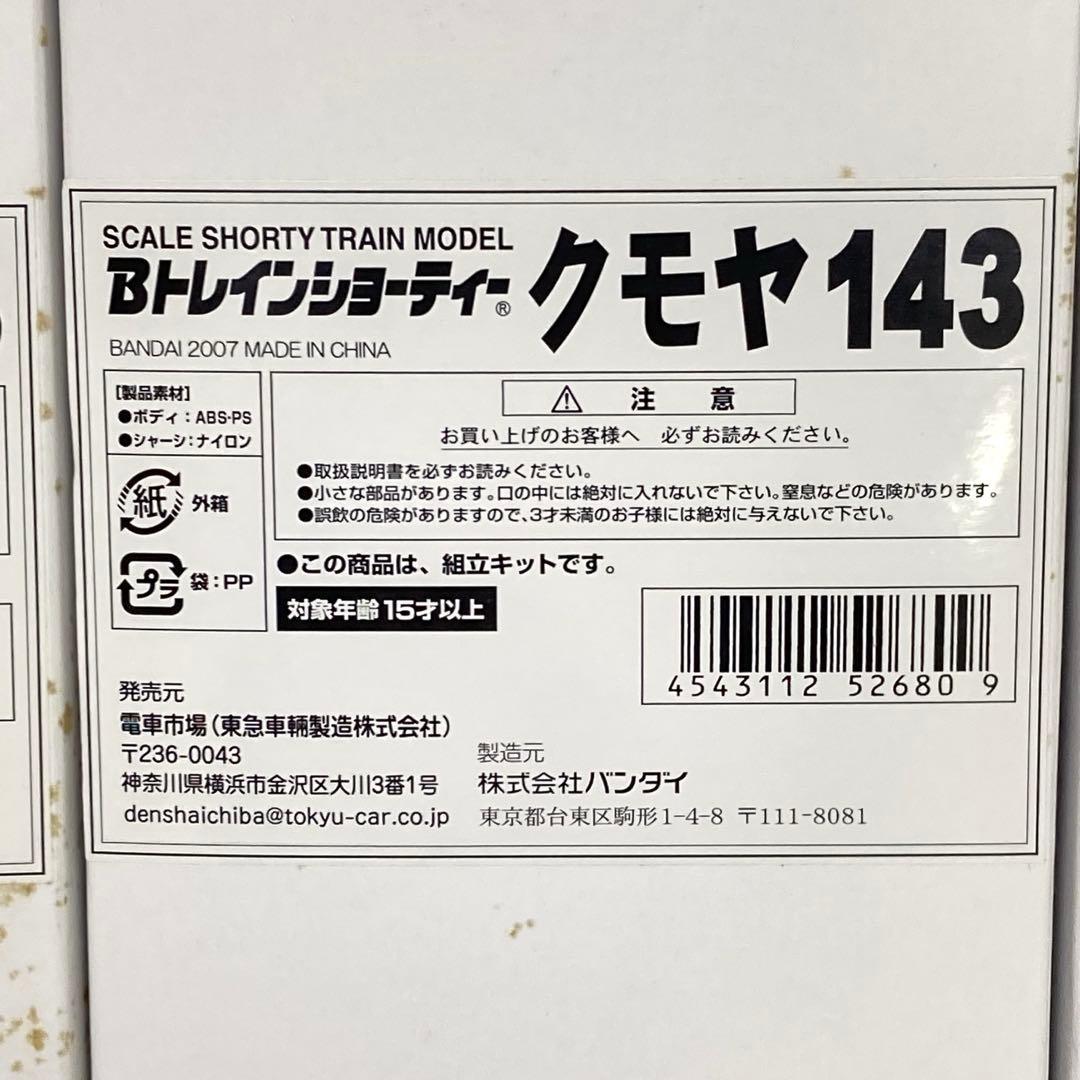 SCALE SHORTY TRAIN MODEL
Bトレインショーティー®
クモヤ143
BANDAI 2007 MADE IN CHINA
[製品素材]
●ボディ：ABS・PS
●シャーシ：ナイロン
紙 外箱
プラ 袋：PP
⚠ 注 意
お買い上げのお客様へ 必ずお読みください。
●取扱説明書を必ずお読みください。
●小さな部品があります。口の中には絶対に入れないで下さい。窒息などの危険があります。
●誤飲の危険がありますので、3才未満のお子様には絶対に与えないで下さい。
●この商品は、組立キットです。
対象年齢15才以上
4543112 52680 9
発売元
電車市場（東急車輛製造株式会社）
〒236-0043
神奈川県横浜市金沢区大川3番1号
denshaichiba@tokyu-car.co.jp
製造元
株式会社バンダイ
東京都台東区駒形1-4-8 〒111-8081